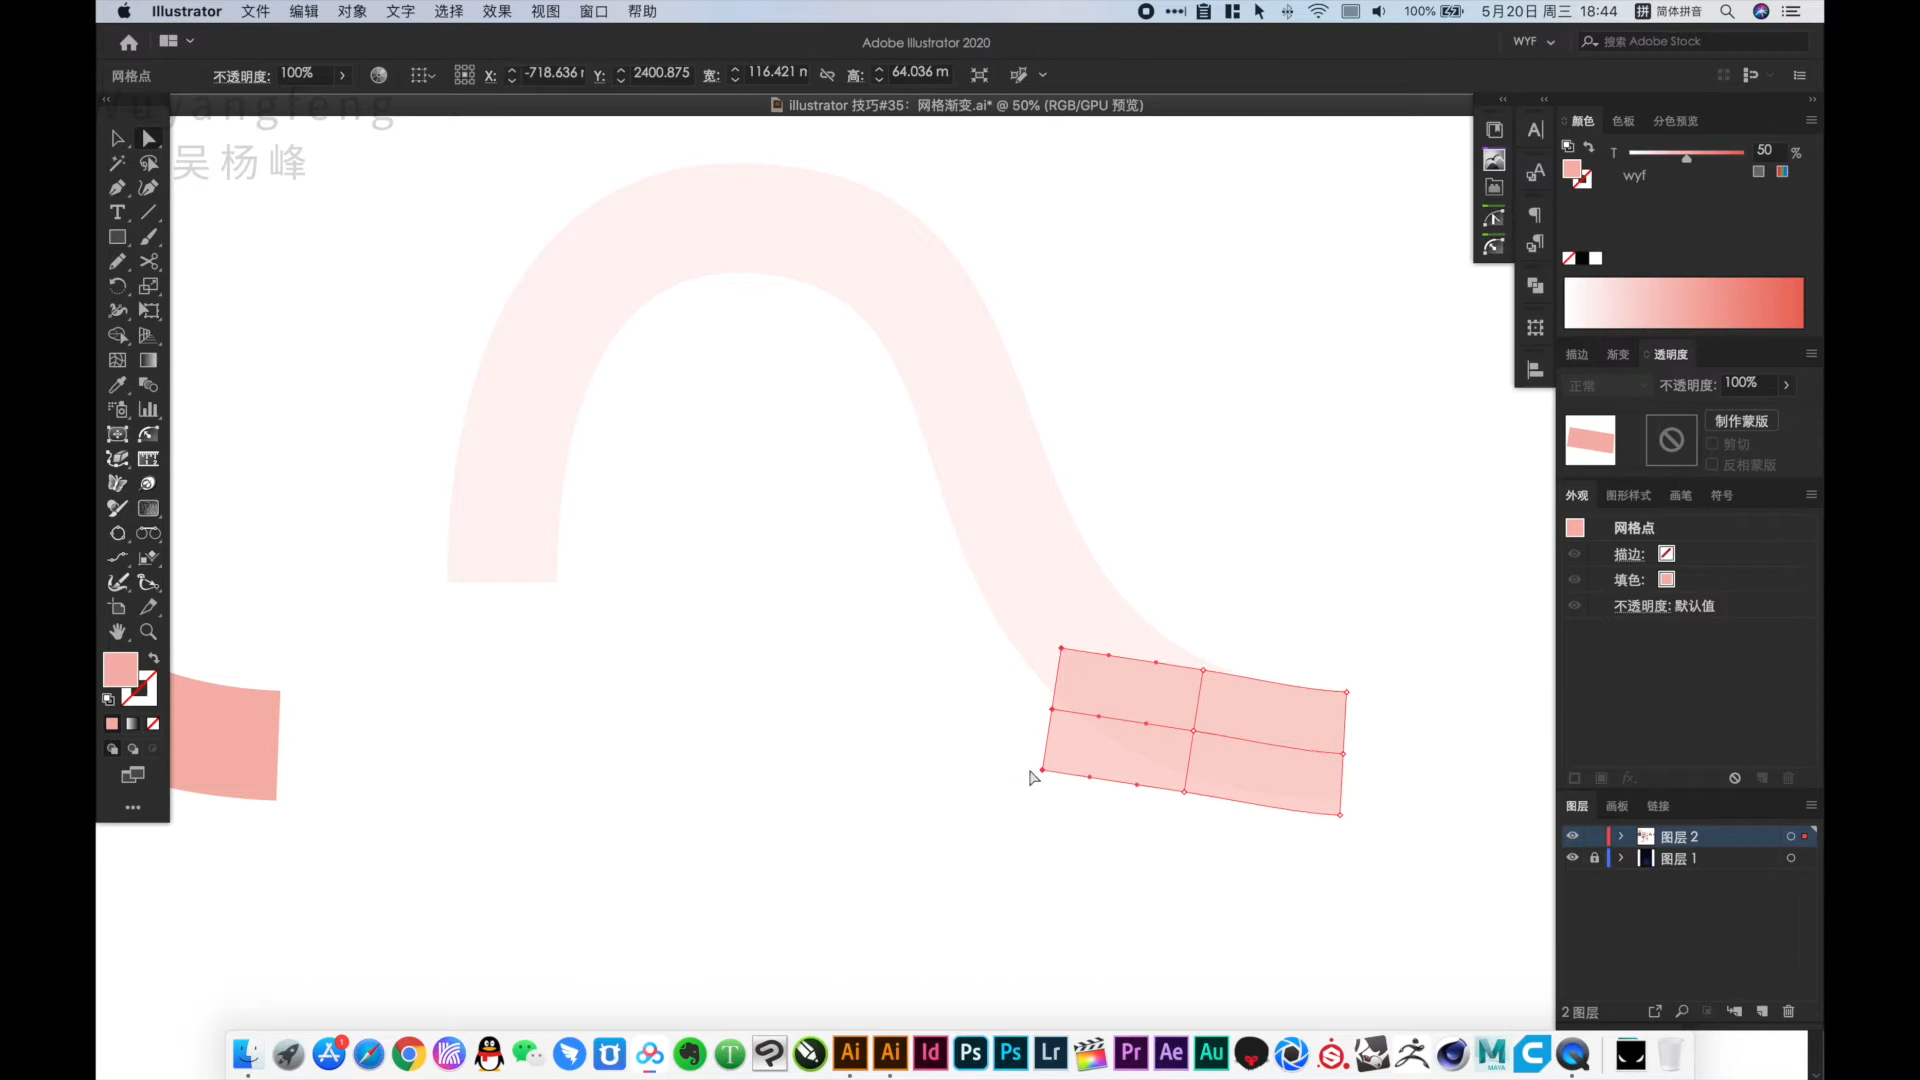 Illustrator 文件 编辑 对象 文字 选择 效果 视图 窗口 帮助 100% 5月20日 周三 18:44 拼 简体拼音
Adobe Illustrator 2020 WYF 搜索 Adobe Stock
网格点 不透明度: 100% X: -718.636 Y: 2400.875 宽: 116.421 高: 64.036 m
illustrator 技巧#35：网格渐变.ai* @ 50% (RGB/GPU 预览)
Wuyangfeng
吴杨峰
颜色 色板 分色预览
T 50 %
wyf
描边 渐变 透明度
正常 不透明度: 100%
制作蒙版
剪切
反相蒙版
外观 图形样式 画笔 符号
网格点
描边:
填色:
不透明度: 默认值
fx
图层 画板 链接
图层 2
图层 1
2 图层
1 T Ai Ai Id Ps Ps Lr Pr Ae Au MAYA